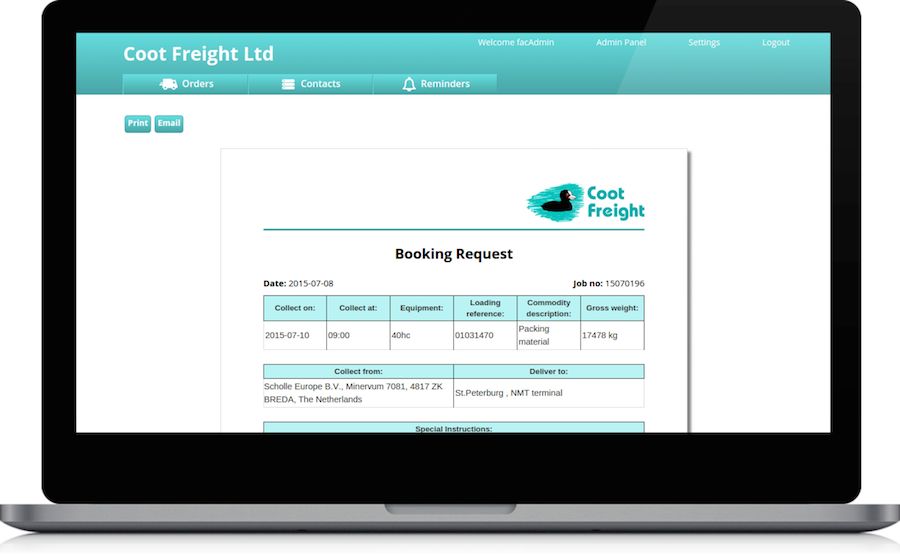 Welcome facAdmin Admin Panel Settings Logout
Coot Freight Ltd
Orders Contacts Reminders
Print Email
Coot
Freight
Booking Request
Date: 2015-07-08 Job no: 15070196
Collect on: Collect at: Equipment: Loading reference: Commodity description: Gross weight:
2015-07-10 09:00 40hc 01031470 Packing material 17478 kg
Collect from: Deliver to:
Scholle Europe B.V., Minervum 7081, 4817 ZK
BREDA, The Netherlands
St.Peterburg , NMT terminal
Special Instructions: